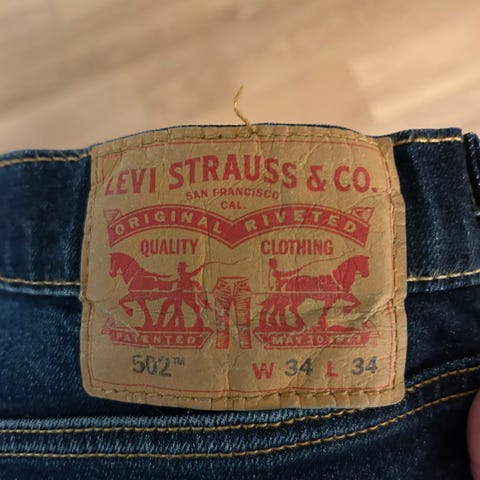 LEVI STRAUSS & CO.
SAN FRANCISCO
CAL.
ORIGINAL RIVETED
QUALITY CLOTHING
PATENTED MAY 20, 1873
502™ W 34 L 34